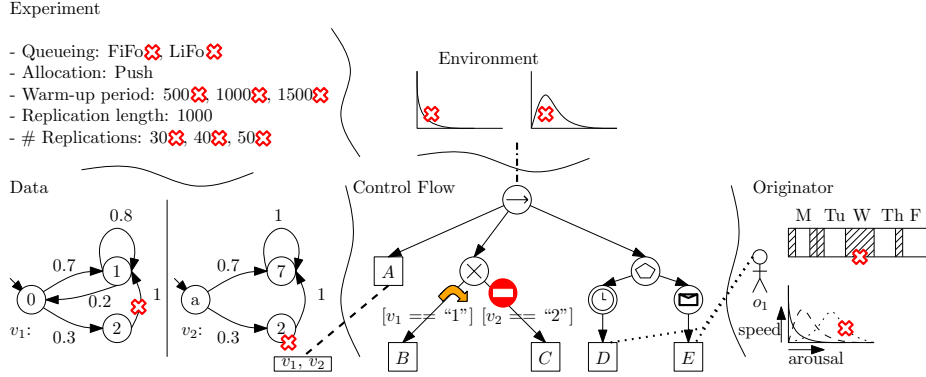 Experiment
- Queueing: FiFo, LiFo
- Allocation: Push
- Warm-up period: 500, 1000, 1500
- Replication length: 1000
- # Replications: 30, 40, 50
Environment
Data
0.8
0.7
0
1
0.2
1
0.3
2
v1:
1
0.7
a
7
1
0.3
2
v2:
v1, v2
Control Flow
→
A
×
[v1 == “1”] [v2 == “2”]
B
C
D
E
Originator
M Tu W Th F
o1
speed
arousal